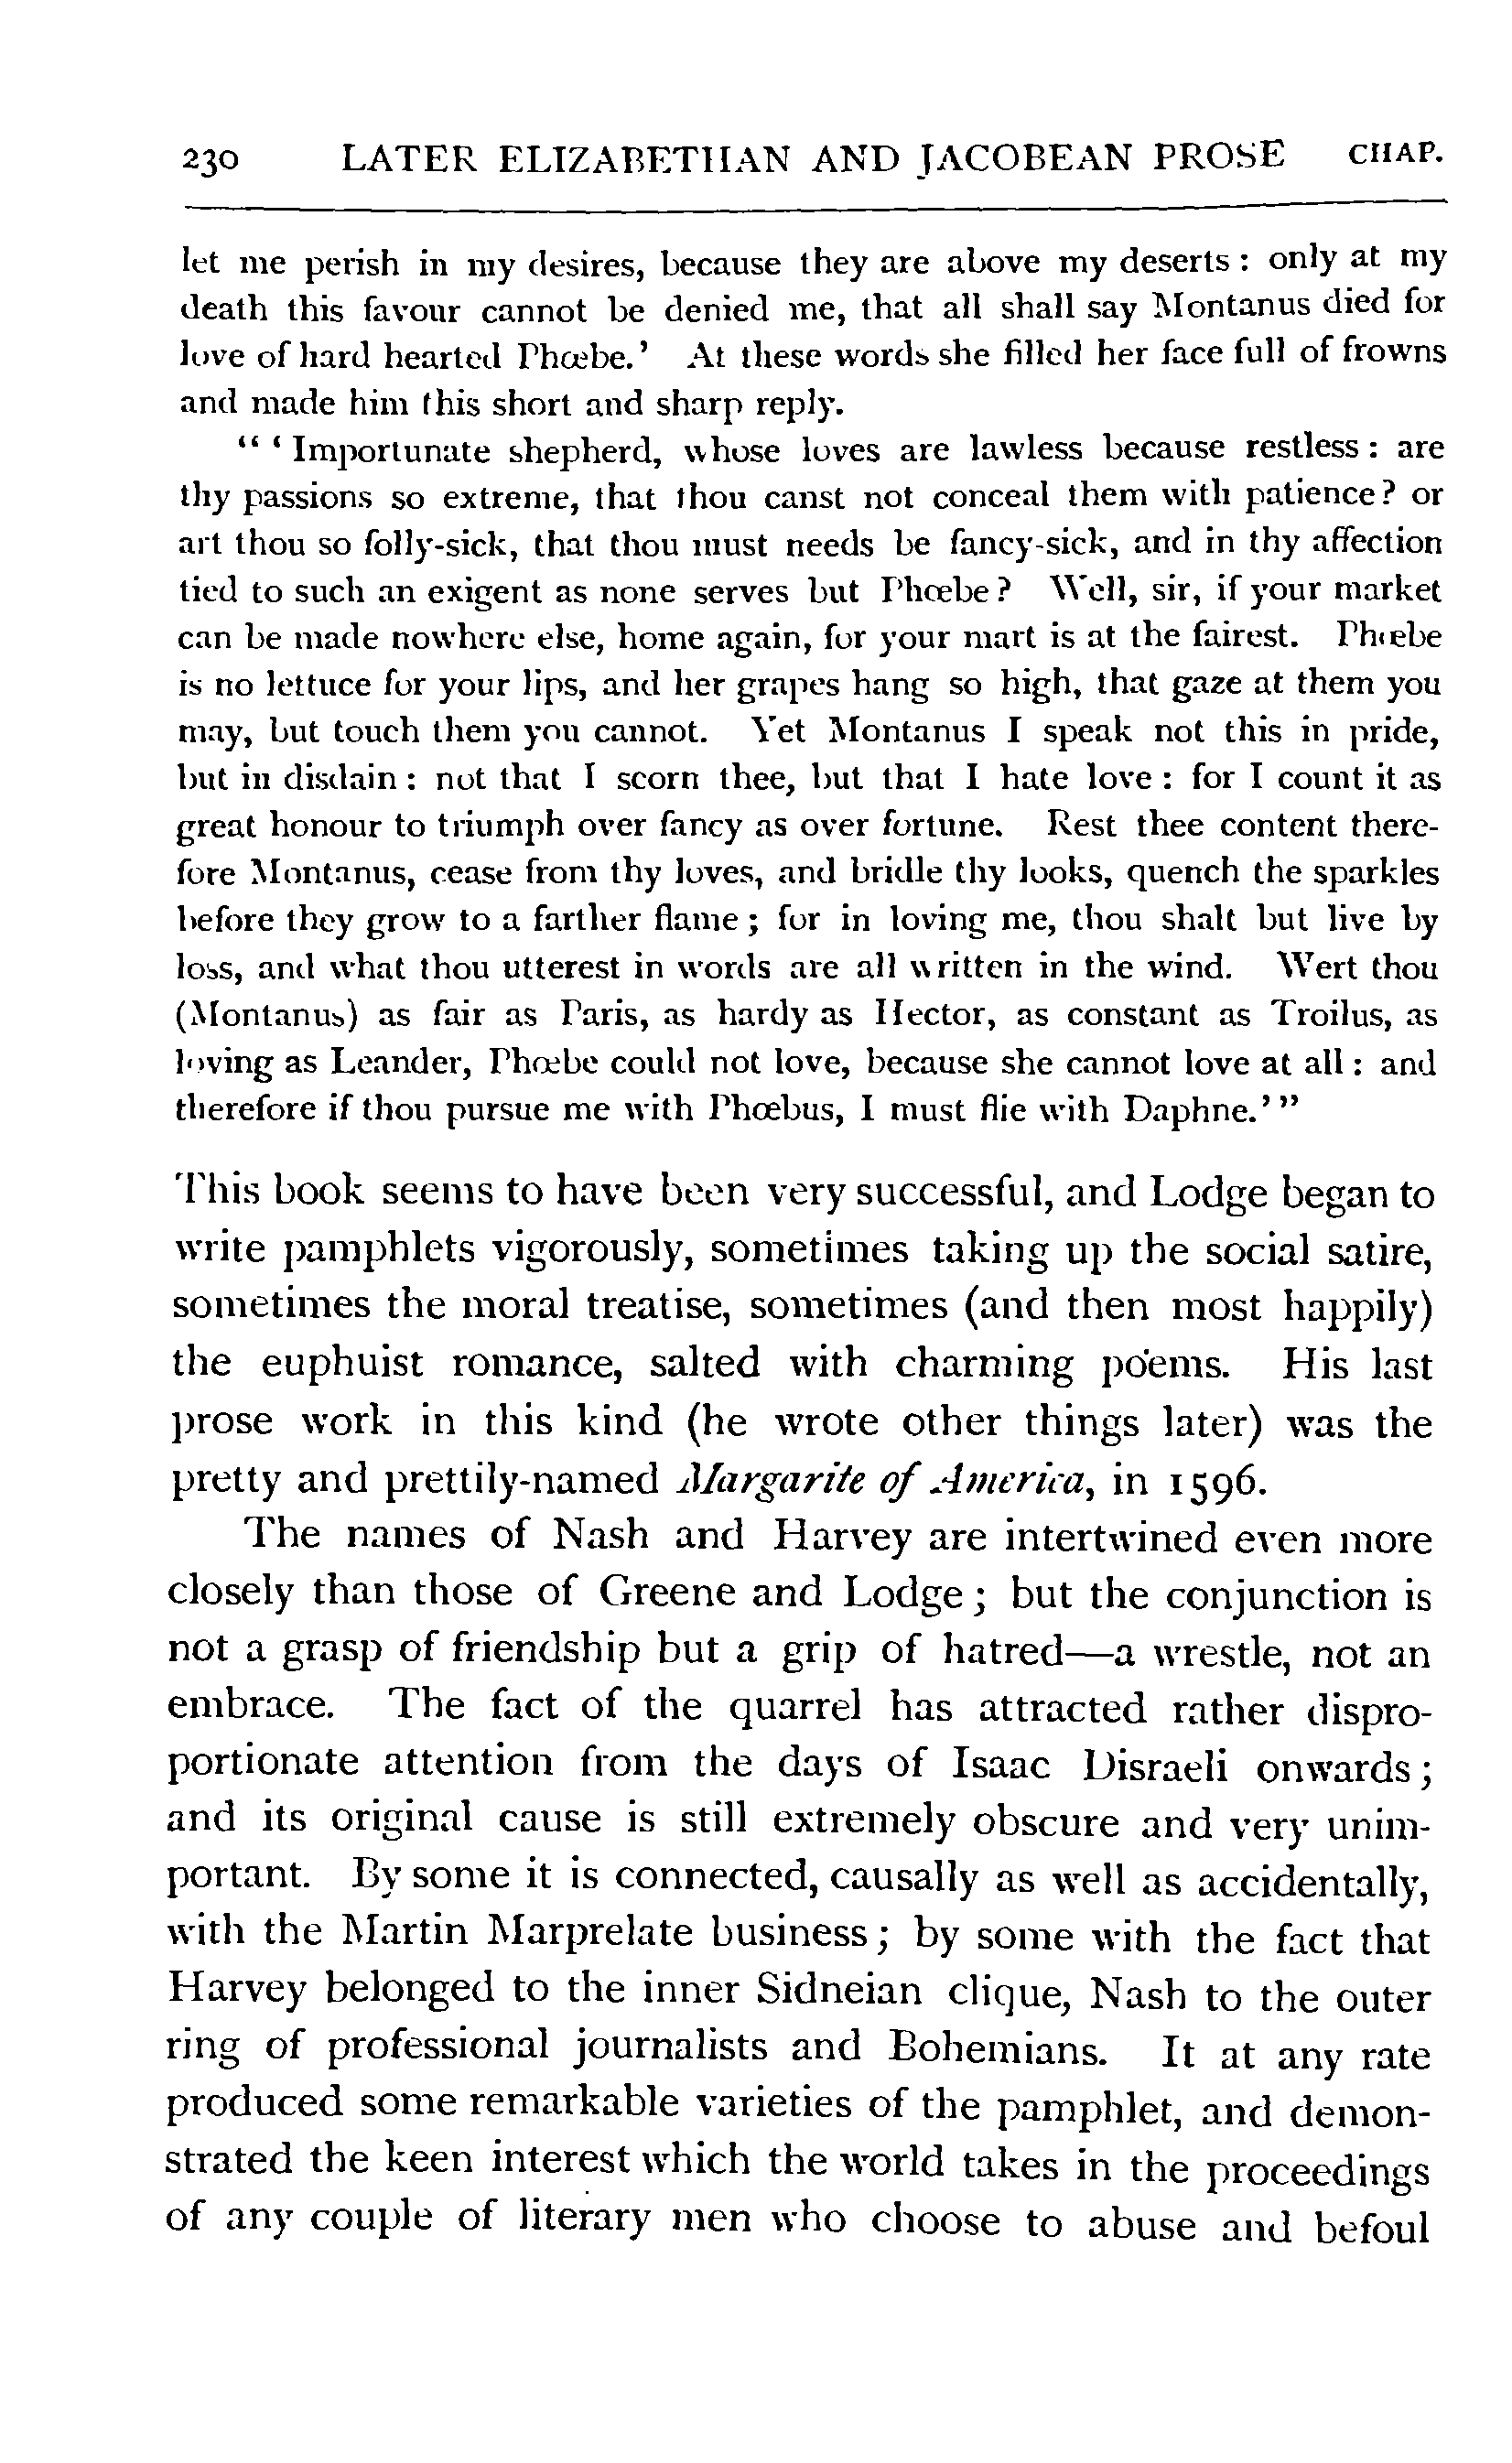 230 LATER ELIZABETHAN AND JACOBEAN PROSE CHAP.
let me perish in my desires, because they are above my deserts : only at my
death this favour cannot be denied me, that all shall say Montanus died for
love of hard hearted Phœbe.’ At these words she filled her face full of frowns
and made him this short and sharp reply.
“ ‘ Importunate shepherd, whose loves are lawless because restless : are
thy passions so extreme, that thou canst not conceal them with patience? or
art thou so folly-sick, that thou must needs be fancy-sick, and in thy affection
tied to such an exigent as none serves but Phœbe? Well, sir, if your market
can be made nowhere else, home again, for your mart is at the fairest. Phœbe
is no lettuce for your lips, and her grapes hang so high, that gaze at them you
may, but touch them you cannot. Yet Montanus I speak not this in pride,
but in disdain : not that I scorn thee, but that I hate love : for I count it as
great honour to triumph over fancy as over fortune. Rest thee content there-
fore Montanus, cease from thy loves, and bridle thy looks, quench the sparkles
before they grow to a farther flame ; for in loving me, thou shalt but live by
loss, and what thou utterest in words are all written in the wind. Wert thou
(Montanus) as fair as Paris, as hardy as Hector, as constant as Troilus, as
loving as Leander, Phœbe could not love, because she cannot love at all : and
therefore if thou pursue me with Phœbus, I must flie with Daphne.’ ”
This book seems to have been very successful, and Lodge began to
write pamphlets vigorously, sometimes taking up the social satire,
sometimes the moral treatise, sometimes (and then most happily)
the euphuist romance, salted with charming poems. His last
prose work in this kind (he wrote other things later) was the
pretty and prettily-named Margarite of America, in 1596.
The names of Nash and Harvey are intertwined even more
closely than those of Greene and Lodge ; but the conjunction is
not a grasp of friendship but a grip of hatred—a wrestle, not an
embrace. The fact of the quarrel has attracted rather dispro-
portionate attention from the days of Isaac Disraeli onwards ;
and its original cause is still extremely obscure and very unim-
portant. By some it is connected, causally as well as accidentally,
with the Martin Marprelate business ; by some with the fact that
Harvey belonged to the inner Sidneian clique, Nash to the outer
ring of professional journalists and Bohemians. It at any rate
produced some remarkable varieties of the pamphlet, and demon-
strated the keen interest which the world takes in the proceedings
of any couple of literary men who choose to abuse and befoul